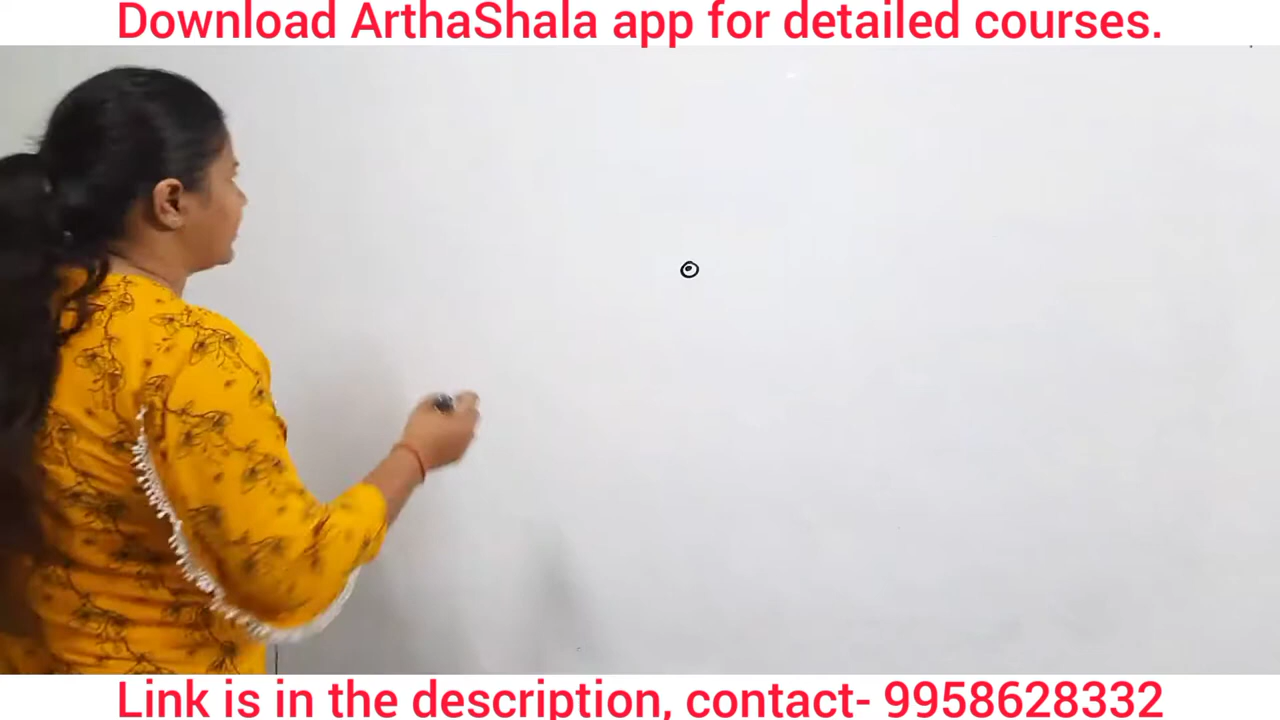 Download ArthaShala app for detailed courses.
Link is in the description, contact- 9958628332